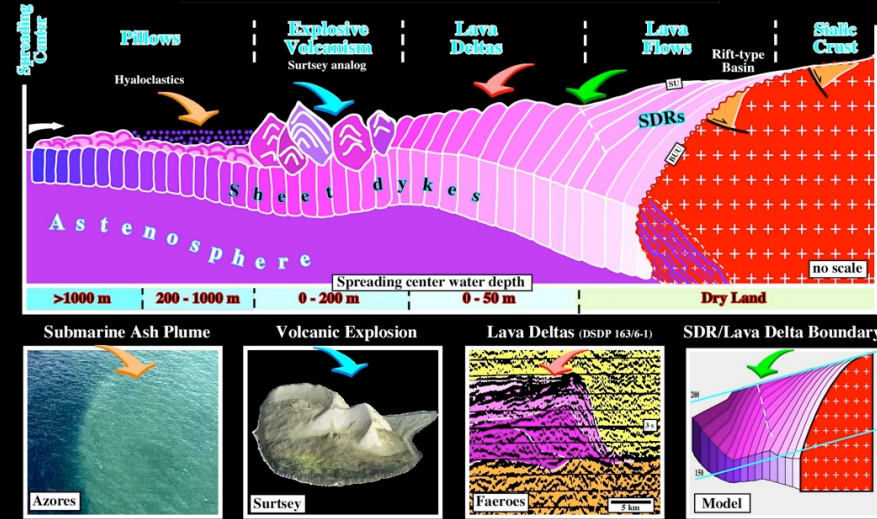 Spreading
Center
Pillows
Explosive
Volcanism
Surtsey analog
Lava
Deltas
Lava
Flows
Sialic
Crust
Rift-type
Basin
Hyaloclastics
SU
SDRs
BUU
Sheet dykes
Astenosphere
no scale
Spreading center water depth
>1000 m
200 - 1000 m
0 - 200 m
0 - 50 m
Dry Land
Submarine Ash Plume
Volcanic Explosion
Lava Deltas (DSDP 163/6-1)
SDR/Lava Delta Boundary
Azores
Surtsey
3 s
Faeroes
5 km
200
150
Model